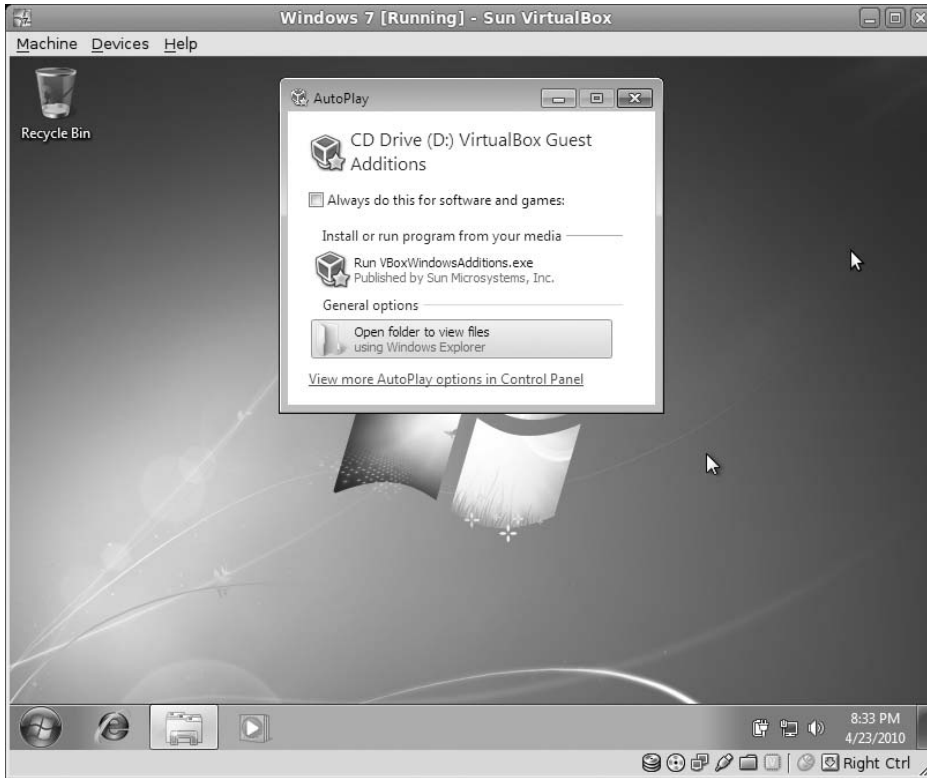 Windows 7 [Running] - Sun VirtualBox
Machine Devices Help
Recycle Bin
AutoPlay
CD Drive (D:) VirtualBox Guest
Additions
Always do this for software and games:
Install or run program from your media
Run VBoxWindowsAdditions.exe
Published by Sun Microsystems, Inc.
General options
Open folder to view files
using Windows Explorer
View more AutoPlay options in Control Panel
8:33 PM
4/23/2010
Right Ctrl